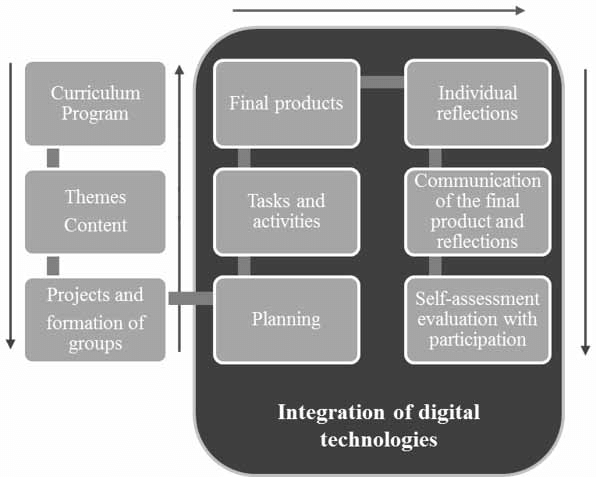 Curriculum
Program
Themes
Content
Projects and
formation of
groups
Planning
Tasks and
activities
Final products
Individual
reflections
Communication
of the final
product and
reflections
Self-assessment
evaluation with
participation
Integration of digital
technologies